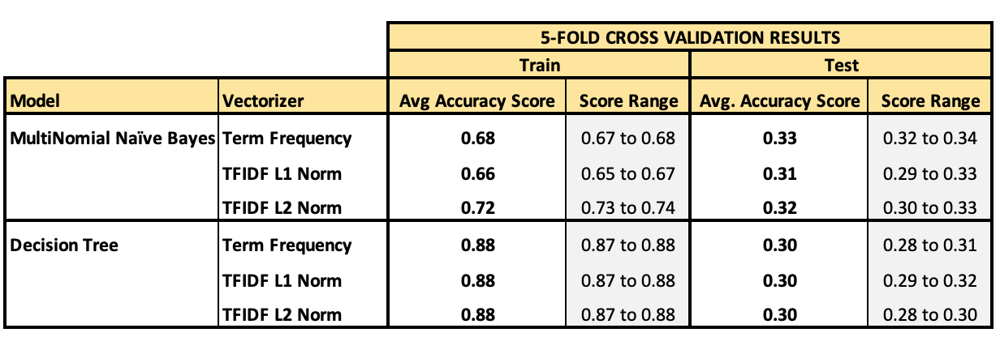 5-FOLD CROSS VALIDATION RESULTS
Train Test
Model Vectorizer Avg Accuracy Score Score Range Avg. Accuracy Score Score Range
MultiNomial Naïve Bayes Term Frequency 0.68 0.67 to 0.68 0.33 0.32 to 0.34
TFIDF L1 Norm 0.66 0.65 to 0.67 0.31 0.29 to 0.33
TFIDF L2 Norm 0.72 0.73 to 0.74 0.32 0.30 to 0.33
Decision Tree Term Frequency 0.88 0.87 to 0.88 0.30 0.28 to 0.31
TFIDF L1 Norm 0.88 0.87 to 0.88 0.30 0.29 to 0.32
TFIDF L2 Norm 0.88 0.87 to 0.88 0.30 0.28 to 0.30